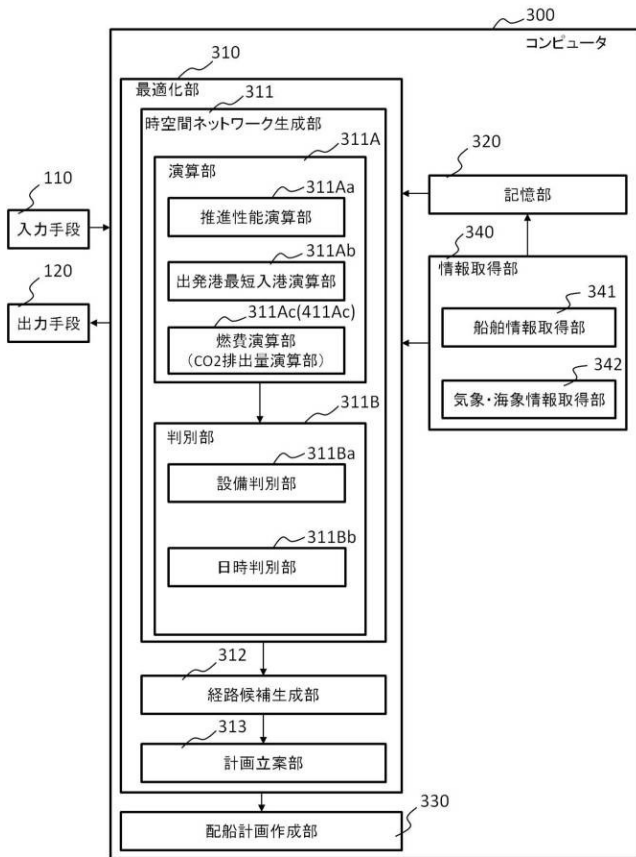 300
コンピュータ
310
最適化部
311
時空間ネットワーク生成部
311A
演算部
311Aa
推進性能演算部
311Ab
出発港最短入港演算部
311Ac(411Ac)
燃費演算部
（CO2排出量演算部）
311B
判別部
311Ba
設備判別部
311Bb
日時判別部
312
経路候補生成部
313
計画立案部
330
配船計画作成部
110
入力手段
120
出力手段
320
記憶部
340
情報取得部
341
船舶情報取得部
342
気象・海象情報取得部